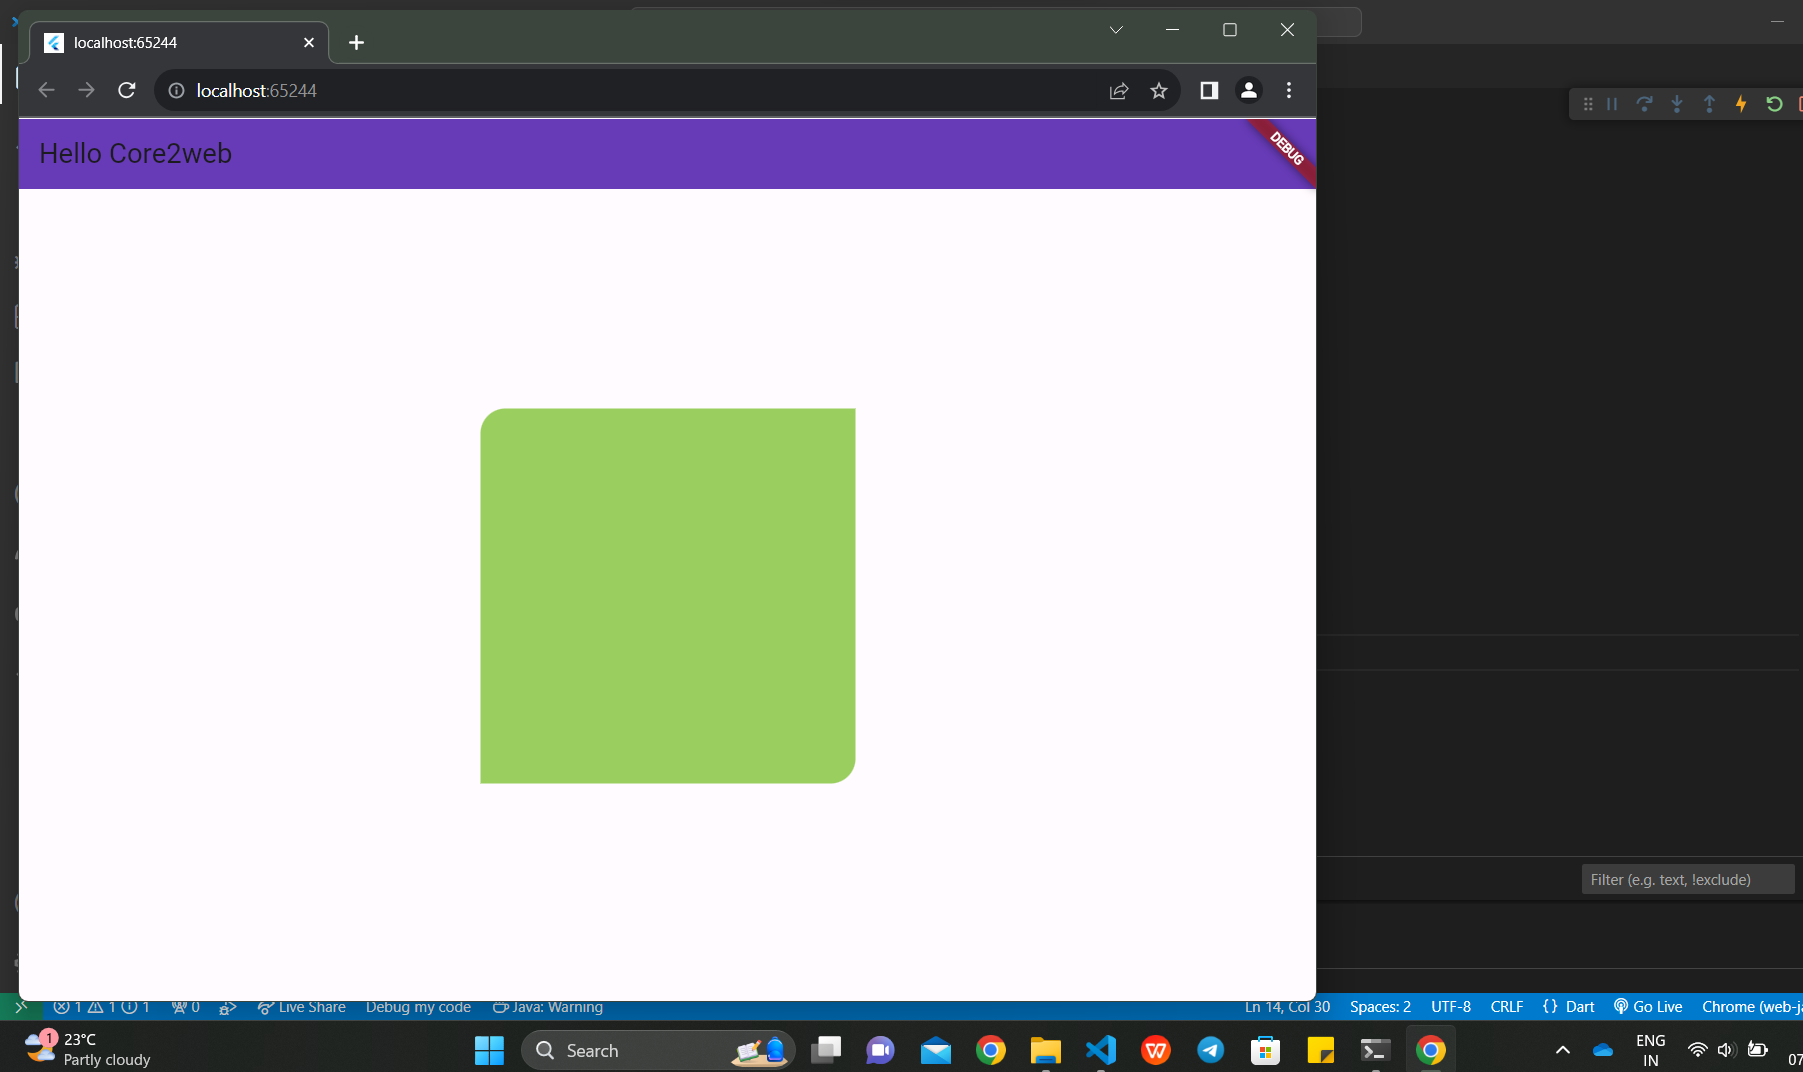 localhost:65244
localhost:65244
Hello Core2web
DEBUG
Filter (e.g. text, !exclude)
1 1 1 0 Live Share Debug my code Java: Warning Ln 14, Col 30 Spaces: 2 UTF-8 CRLF {} Dart Go Live Chrome (web-ja
1 23°C
Partly cloudy
Search
ENG
IN
07